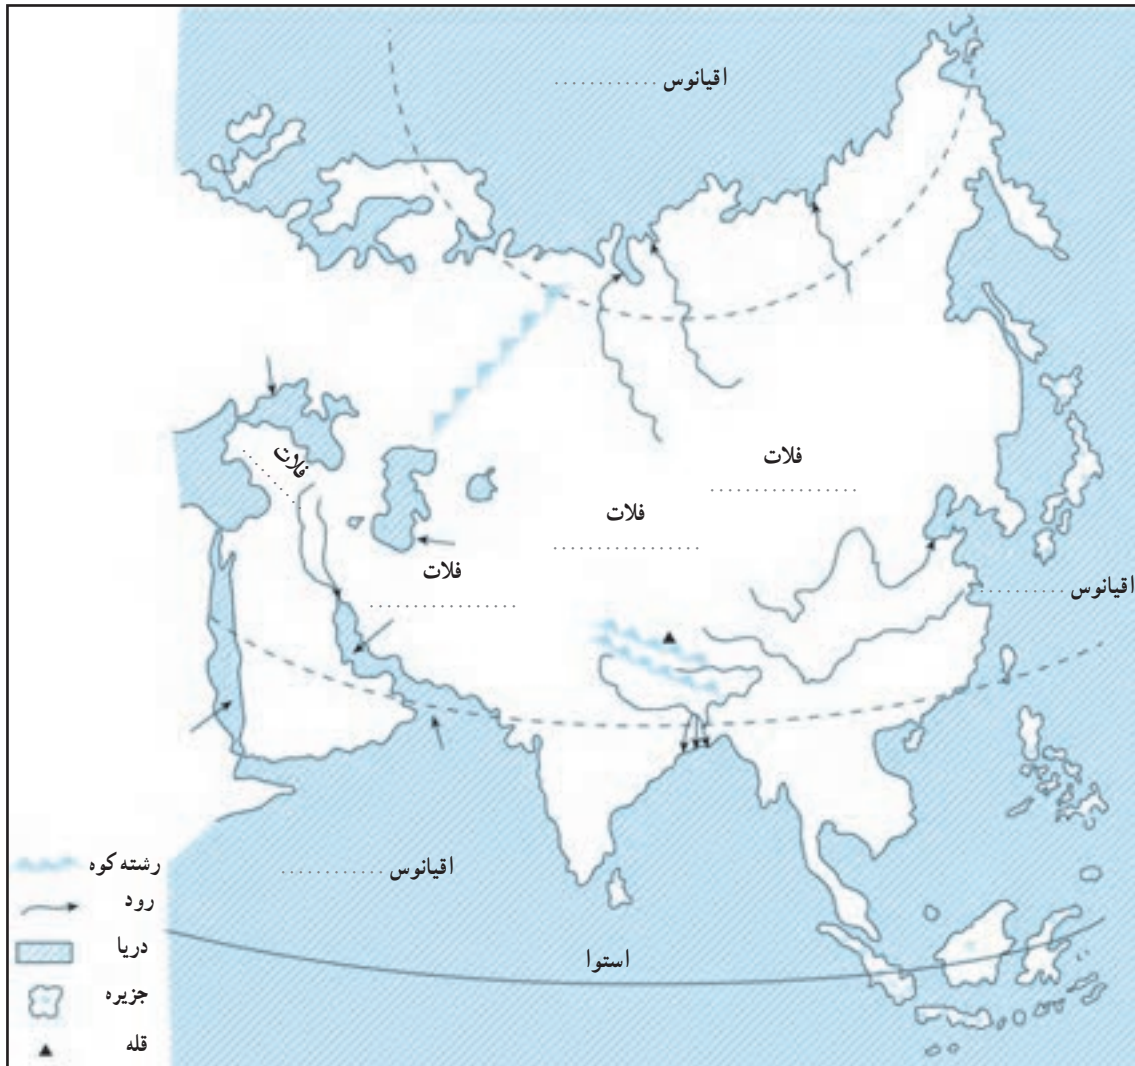 اقیانوس ............
فلات ............
فلات ................
فلات ................
فلات ................
اقیانوس ............
اقیانوس ............
استوا
رشته کوه
رود
دریا
جزیره
قله